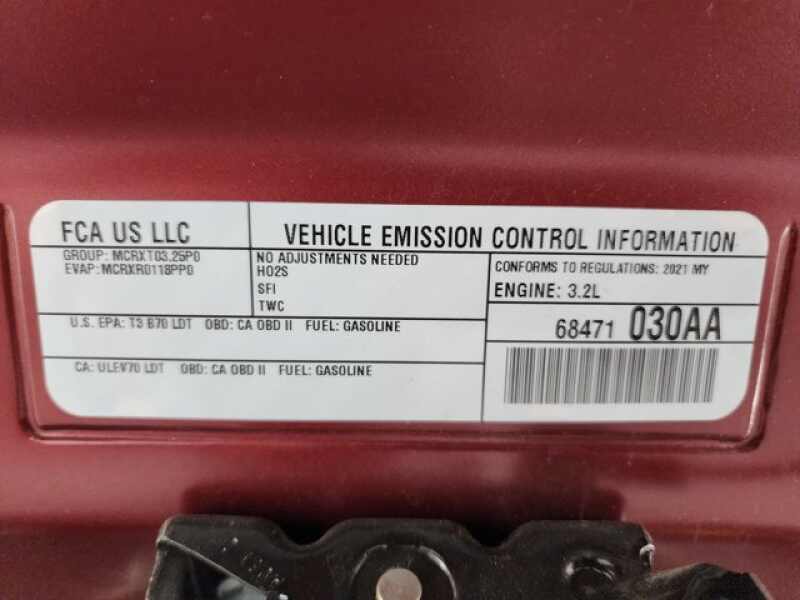 FCA US LLC
VEHICLE EMISSION CONTROL INFORMATION
GROUP: MCRXT03.25P0
EVAP: MCRXR0118PP0
NO ADJUSTMENTS NEEDED
HO2S
SFI
TWC
CONFORMS TO REGULATIONS: 2021 MY
ENGINE: 3.2L
U.S. EPA: T3 B70 LDT OBD: CA OBD II FUEL: GASOLINE
68471 030AA
CA: ULEV70 LDT OBD: CA OBD II FUEL: GASOLINE